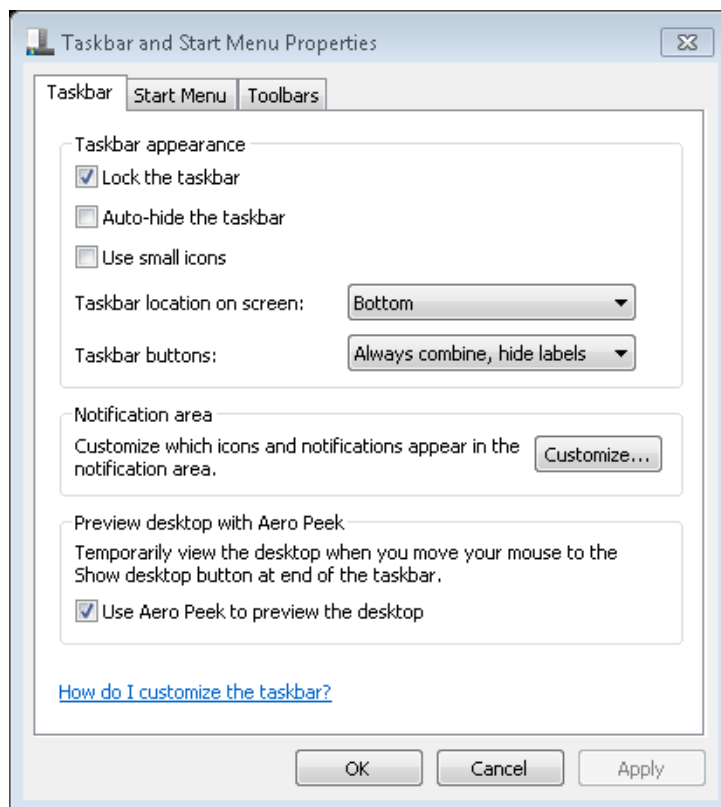 Taskbar and Start Menu Properties
Taskbar
Start Menu
Toolbars
Taskbar appearance
Lock the taskbar
Auto-hide the taskbar
Use small icons
Taskbar location on screen:
Bottom
Taskbar buttons:
Always combine, hide labels
Notification area
Customize which icons and notifications appear in the
notification area.
Customize...
Preview desktop with Aero Peek
Temporarily view the desktop when you move your mouse to the
Show desktop button at end of the taskbar.
Use Aero Peek to preview the desktop
How do I customize the taskbar?
OK
Cancel
Apply